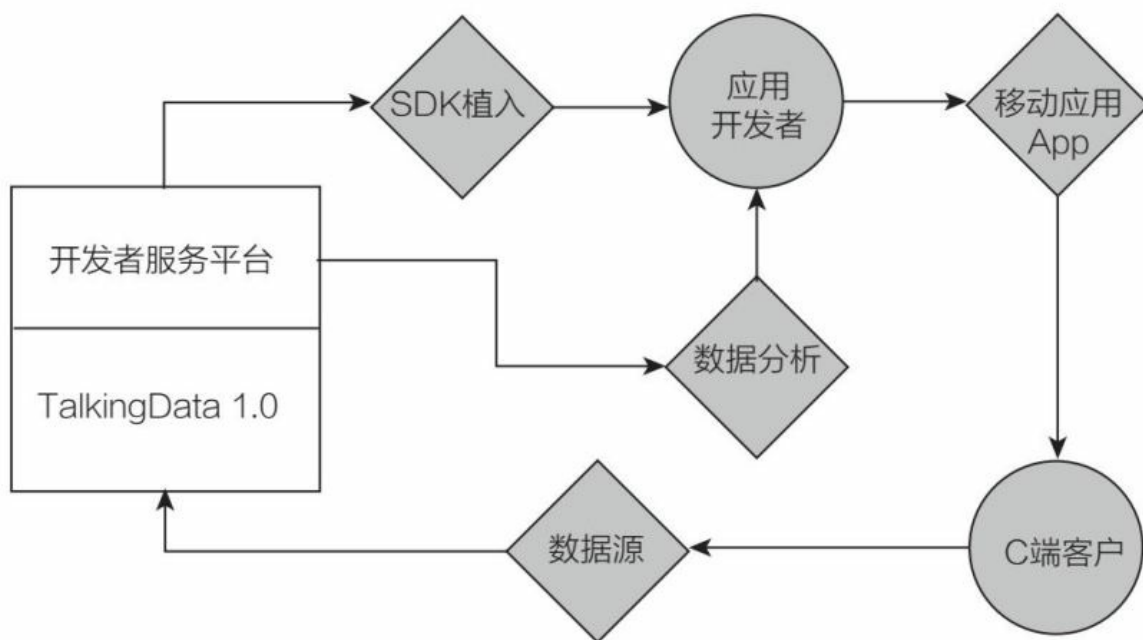 SDK植入
应用
开发者
移动应用
App
开发者服务平台
数据分析
TalkingData 1.0
数据源
C端客户